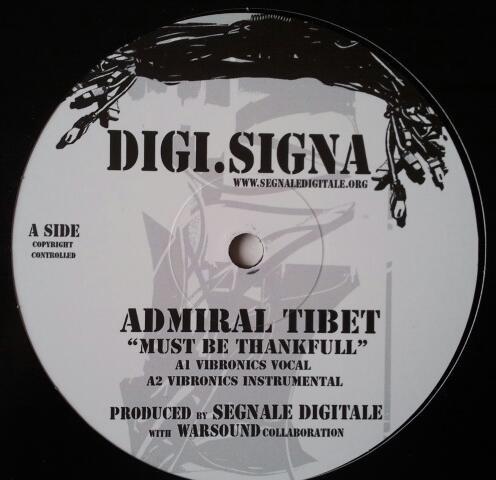 DIGI.SIGNA
WWW.SEGNALEDIGITALE.ORG
A SIDE
COPYRIGHT
CONTROLLED
ADMIRAL TIBET
"MUST BE THANKFULL"
A1 VIBRONICS VOCAL
A2 VIBRONICS INSTRUMENTAL
PRODUCED BY SEGNALE DIGITALE
WITH WARSOUND COLLABORATION